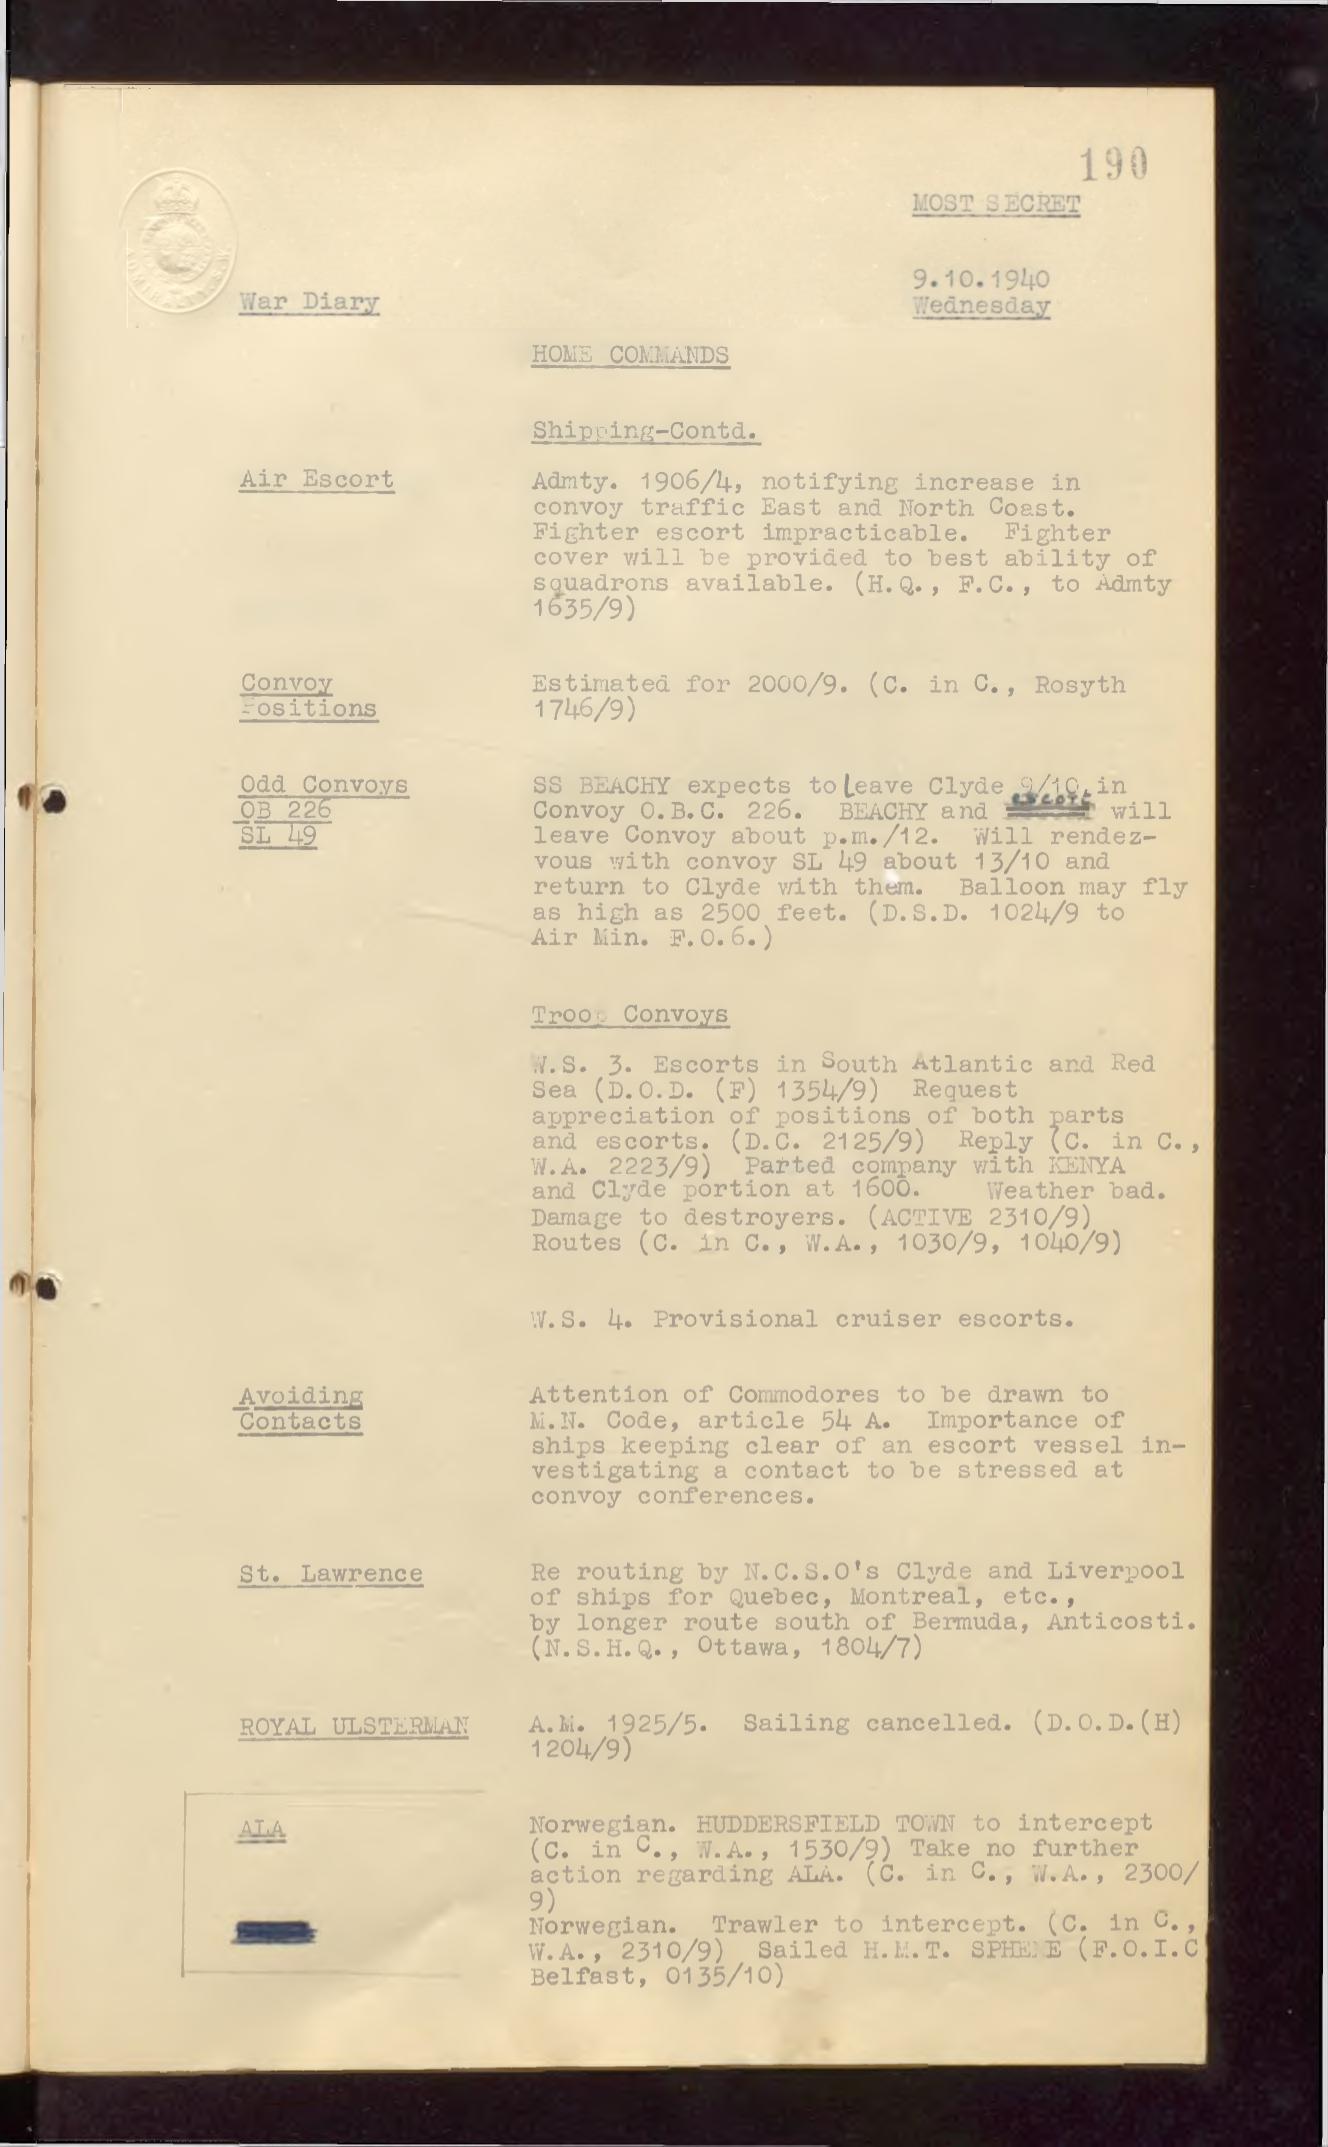 190
MOST SECRET
9.10.1940
War Diary
Wednesday
HOME COMMANDS
Shipping-Contd.
Air Escort
Admty. 1906/4, notifying increase in
convoy traffic East and North Coast.
Fighter escort impracticable. Fighter
cover will be provided to best ability of
squadrons available. (H.Q., F.C., to Admty
1635/9)
Convoy
Positions
Estimated for 2000/9. (C. in C., Rosyth
1746/9)
Odd Convoys
OB 226
SL 49
SS BEACHY expects to leave Clyde 9/10, in
Convoy O.B.C. 226. BEACHY and escort will
leave Convoy about p.m./12. Will rendez-
vous with convoy SL 49 about 13/10 and
return to Clyde with them. Balloon may fly
as high as 2500 feet. (D.S.D. 1024/9 to
Air Min. F.O.6.)
Troop Convoys
W.S. 3. Escorts in South Atlantic and Red
Sea (D.O.D. (F) 1354/9) Request
appreciation of positions of both parts
and escorts. (D.C. 2125/9) Reply (C. in C.,
W.A. 2223/9) Parted company with KENYA
and Clyde portion at 1600. Weather bad.
Damage to destroyers. (ACTIVE 2310/9)
Routes (C. in C., W.A., 1030/9, 1040/9)
W.S. 4. Provisional cruiser escorts.
Avoiding
Contacts
Attention of Commodores to be drawn to
M.N. Code, article 54 A. Importance of
ships keeping clear of an escort vessel in-
vestigating a contact to be stressed at
convoy conferences.
St. Lawrence
Re routing by N.C.S.O's Clyde and Liverpool
of ships for Quebec, Montreal, etc.,
by longer route south of Bermuda, Anticosti.
(N.S.H.Q., Ottawa, 1804/7)
ROYAL ULSTERMAN
A.M. 1925/5. Sailing cancelled. (D.O.D.(H)
1204/9)
ALA
Norwegian. HUDDERSFIELD TOWN to intercept
(C. in C., W.A., 1530/9) Take no further
action regarding ALA. (C. in C., W.A., 2300/
9)
Norwegian. Trawler to intercept. (C. in C.,
W.A., 2310/9) Sailed H.M.T. SPHENE (F.O.I.C
Belfast, 0135/10)